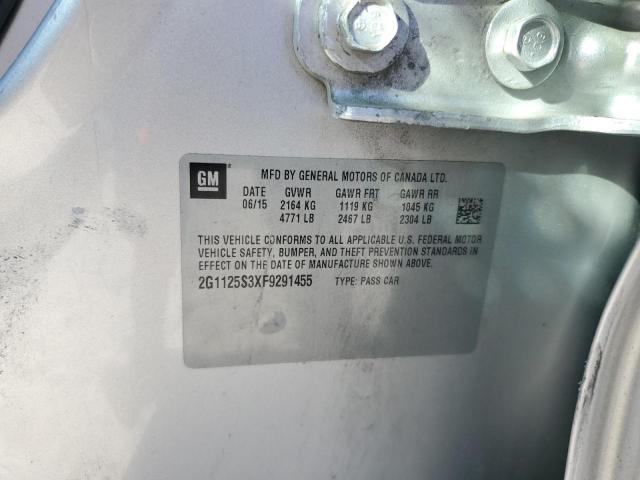 GM
MFD BY GENERAL MOTORS OF CANADA LTD.
DATE GVWR GAWR FRT GAWR RR
06/15 2164 KG 1119 KG 1045 KG
4771 LB 2467 LB 2304 LB
THIS VEHICLE CONFORMS TO ALL APPLICABLE U.S. FEDERAL MOTOR
VEHICLE SAFETY, BUMPER, AND THEFT PREVENTION STANDARDS IN
EFFECT ON THE DATE OF MANUFACTURE SHOWN ABOVE.
2G1125S3XF9291455 TYPE: PASS CAR